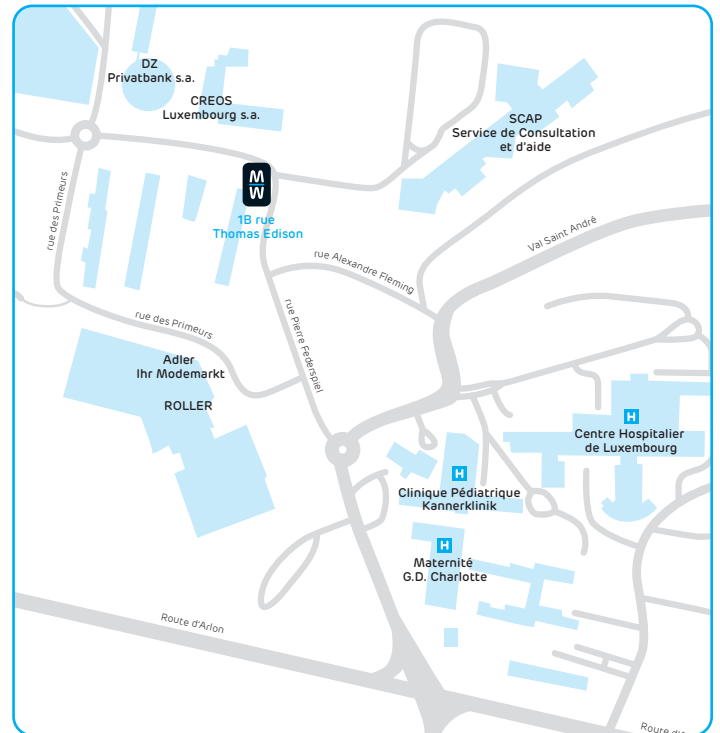 DZ
Privatbank s.a.
CREOS
Luxembourg s.a.
SCAP
Service de Consultation
et d'aide
M
W
1B rue
Thomas Edison
rue des Primeurs
Val Saint André
rue Alexandre Fleming
rue des Primeurs
rue Pierre Federspiel
Adler
Ihr Modemarkt
ROLLER
H
Centre Hospitalier
de Luxembourg
H
Clinique Pédiatrique
Kannerklinik
H
Maternité
G.D. Charlotte
Route d'Arlon